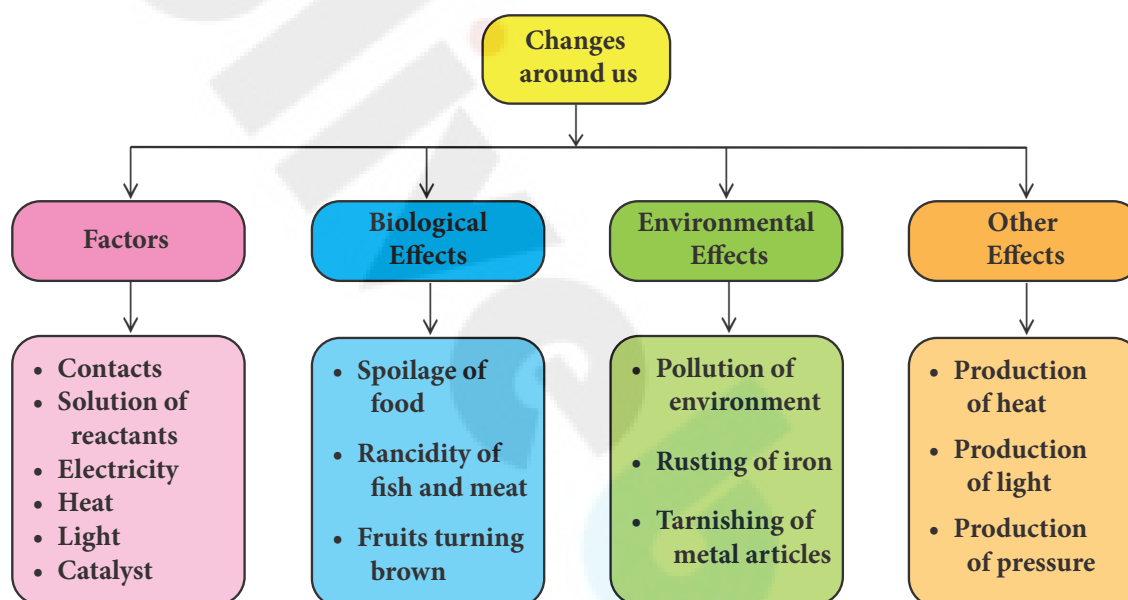 Changes
around us
Factors
Biological
Effects
Environmental
Effects
Other
Effects
• Contacts
• Solution of
reactants
• Electricity
• Heat
• Light
• Catalyst
• Spoilage of
food
• Rancidity of
fish and meat
• Fruits turning
brown
• Pollution of
environment
• Rusting of iron
• Tarnishing of
metal articles
• Production
of heat
• Production
of light
• Production
of pressure